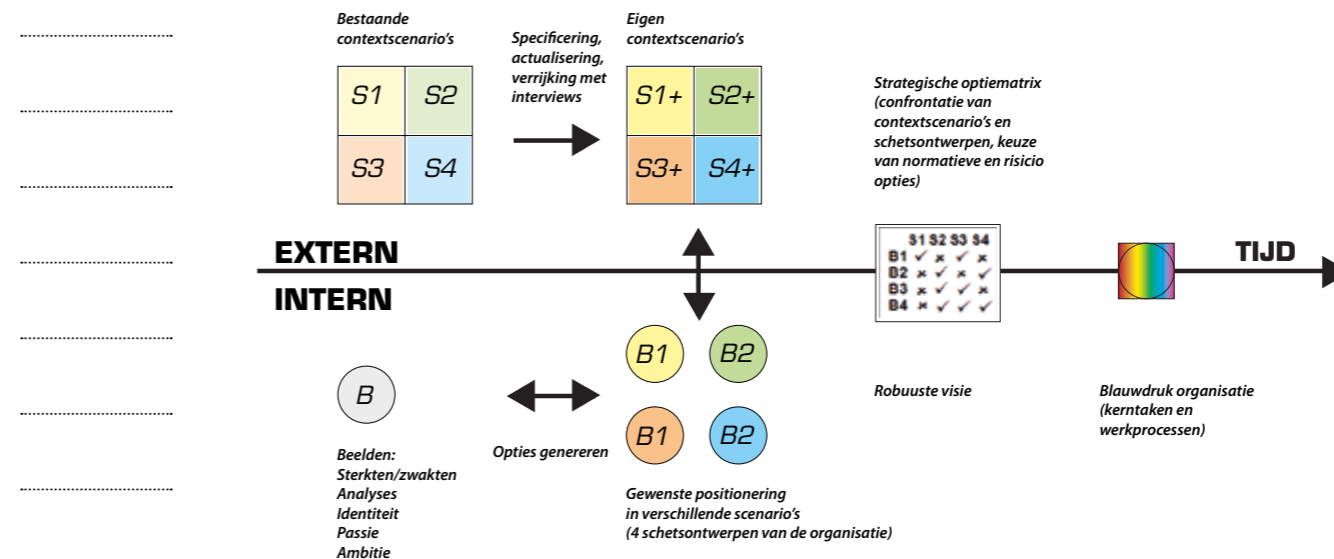 Bestaande
contextscenario's
Specificering,
actualisering,
verrijking met
interviews
Eigen
contextscenario's
S1 S2
S3 S4
S1+ S2+
S3+ S4+
Strategische optiematrix
(confrontatie van
contextscenario's en
schetsontwerpen, keuze
van normatieve en risicio
opties)
EXTERN
INTERN
TIJD
S1 S2 S3 S4
B1 ✓ × ✓ ×
B2 × ✓ × ✓
B3 × ✓ ✓ ×
B4 × ✓ ✓ ✓
B
B1 B2
B1 B2
Beelden:
Sterkten/zwakten
Analyses
Identiteit
Passie
Ambitie
Opties genereren
Gewenste positionering
in verschillende scenario's
(4 schetsontwerpen van de organisatie)
Robuuste visie
Blauwdruk organisatie
(kerntaken en
werkprocessen)